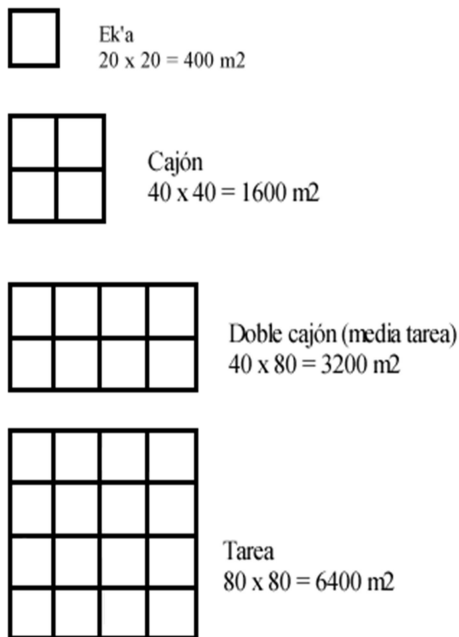 Ek'a
20 x 20 = 400 m2
Cajón
40 x 40 = 1600 m2
Doble cajón (media tarea)
40 x 80 = 3200 m2
Tarea
80 x 80 = 6400 m2